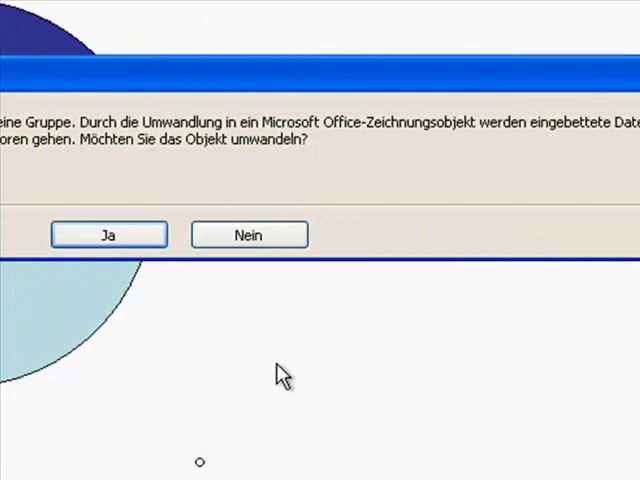 eine Gruppe. Durch die Umwandlung in ein Microsoft Office-Zeichnungsobjekt werden eingebettete Date
oren gehen. Möchten Sie das Objekt umwandeln?
Ja
Nein